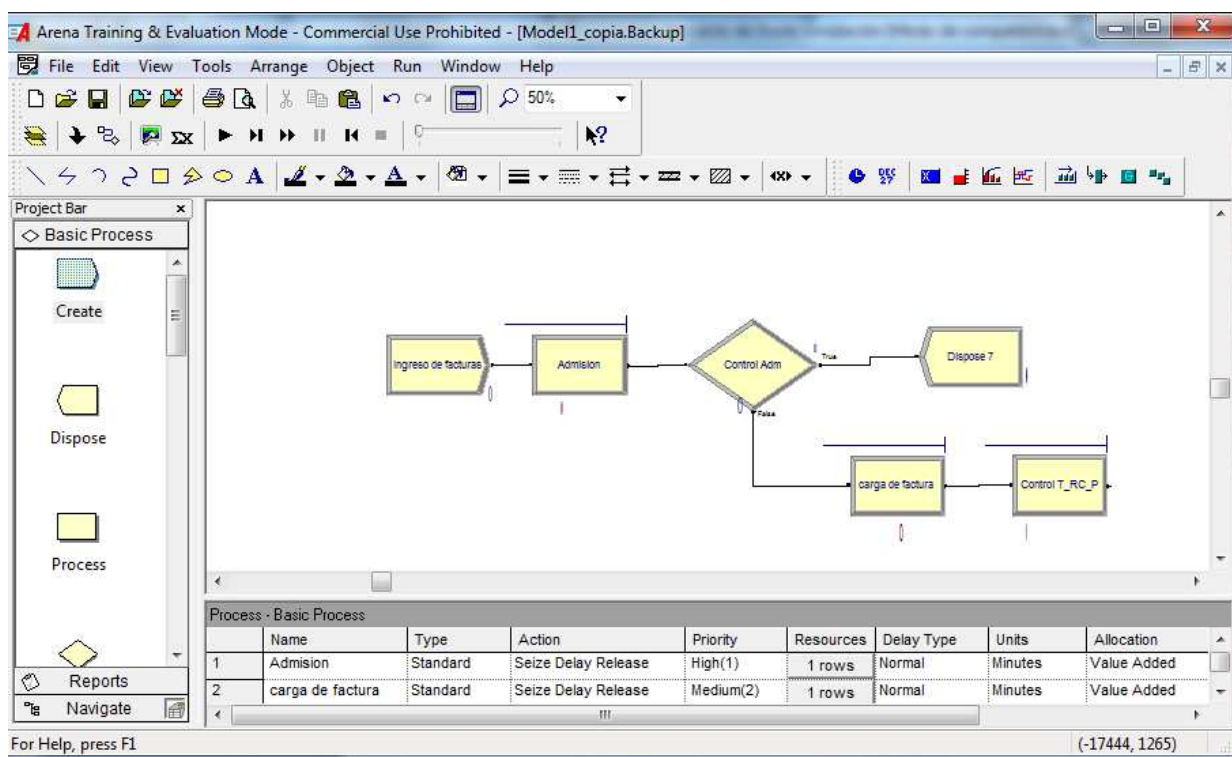 Arena Training & Evaluation Mode - Commercial Use Prohibited - [Model1_copia.Backup]
File Edit View Tools Arrange Object Run Window Help
50%
Project Bar
Basic Process
Create
Dispose
Process
Reports
Navigate
Ingreso de facturas
Admision
Control Adm
True
False
Dispose 7
carga de factura
Control T_RC_P
Process - Basic Process
Name Type Action Priority Resources Delay Type Units Allocation
1 Admision Standard Seize Delay Release High(1) 1 rows Normal Minutes Value Added
2 carga de factura Standard Seize Delay Release Medium(2) 1 rows Normal Minutes Value Added
For Help, press F1
(-17444, 1265)